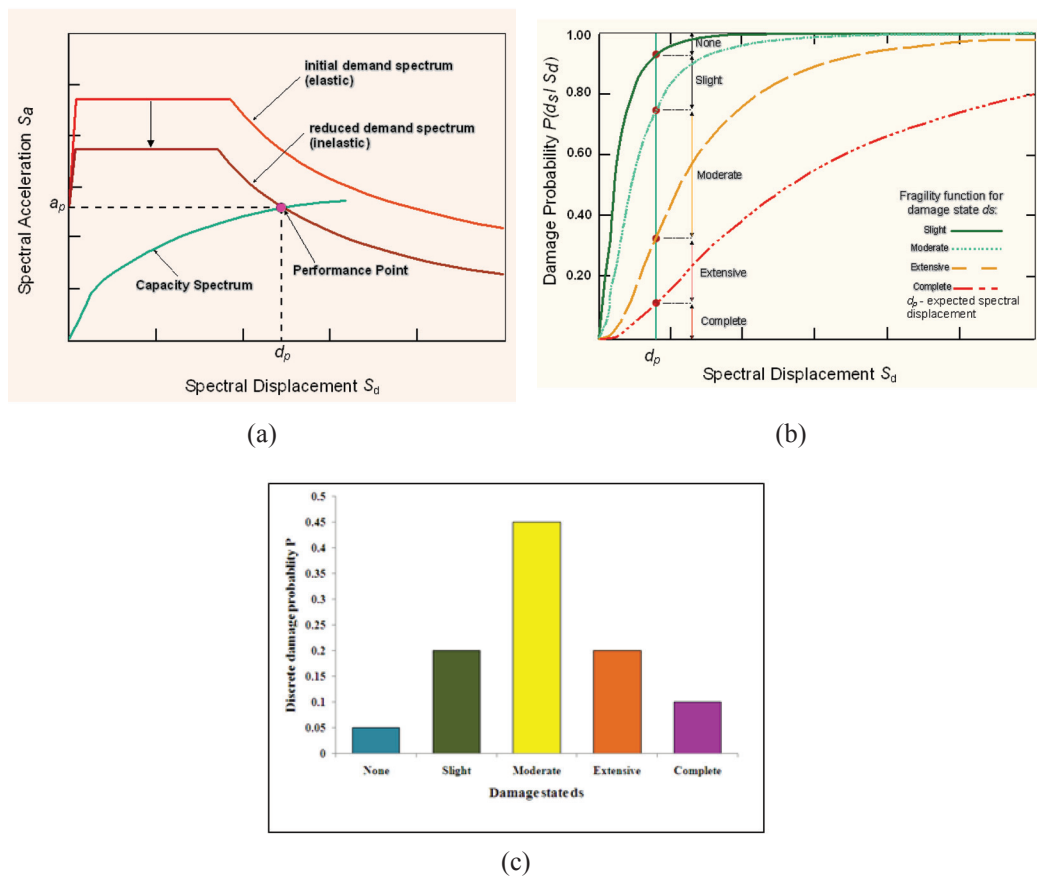 Spectral Acceleration Sa
initial demand spectrum
(elastic)
reduced demand spectrum
(inelastic)
ap
Performance Point
Capacity Spectrum
dp
Spectral Displacement Sd
(a)
Damage Probability P(ds/ Sd)
1.00
0.80
0.60
0.40
0.20
None
Slight
Moderate
Extensive
Complete
Fragility function for
damage state ds:
Slight
Moderate
Extensive
Complete
dp - expected spectral
displacement
dp
Spectral Displacement Sd
(b)
Discrete damage probablity P
0.5
0.45
0.4
0.35
0.3
0.25
0.2
0.15
0.1
0.05
0
None Slight Moderate Extensive Complete
Damage state ds
(c)